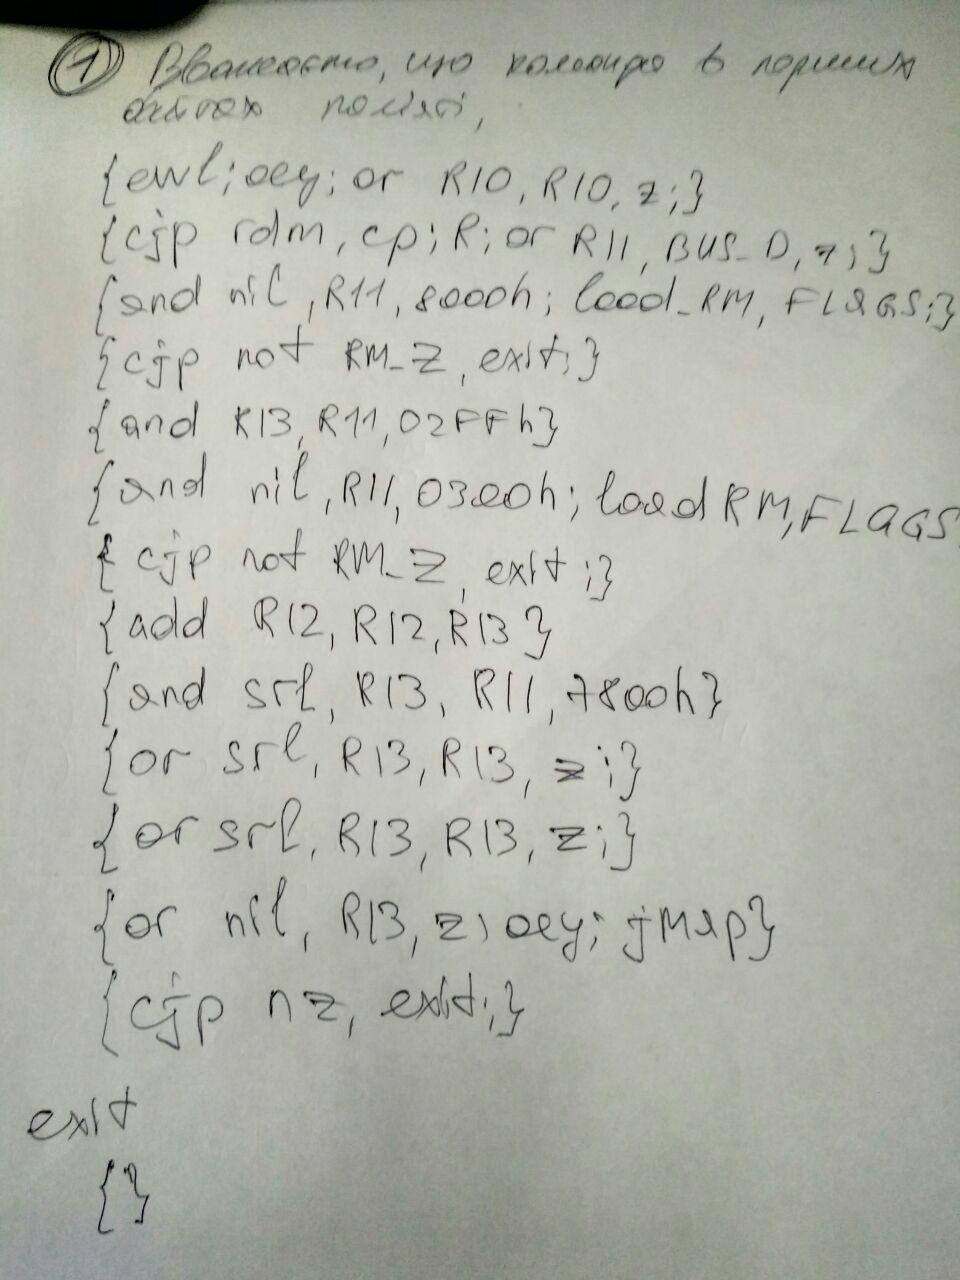 1 Вважаємо, що команда в перших
байтах пам'яті,
{ewl; oey; or R10, R10, z;}
{cjp rdm, cp; R; or R11, BUS_D, z;}
{and nil, R11, 8000h; load_RM, FLAGS;}
{cjp not RM_Z, exit;}
{and R13, R11, 02FFh}
{and nil, R11, 0300h; load RM, FLAGS
{cjp not RM_Z, exit;}
{add R12, R12, R13}
{and srl, R13, R11, 7800h}
{or srl, R13, R13, z;}
{or srl, R13, R13, z;}
{or nil, R13, z; oey; jmap}
{cjp nz, exit;}
exit
{}